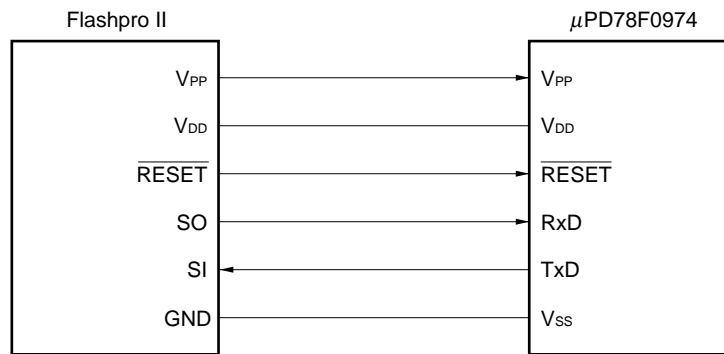 Flashpro II
μPD78F0974
VPP
VPP
VDD
VDD
RESET
RESET
SO
RxD
SI
TxD
GND
VSS